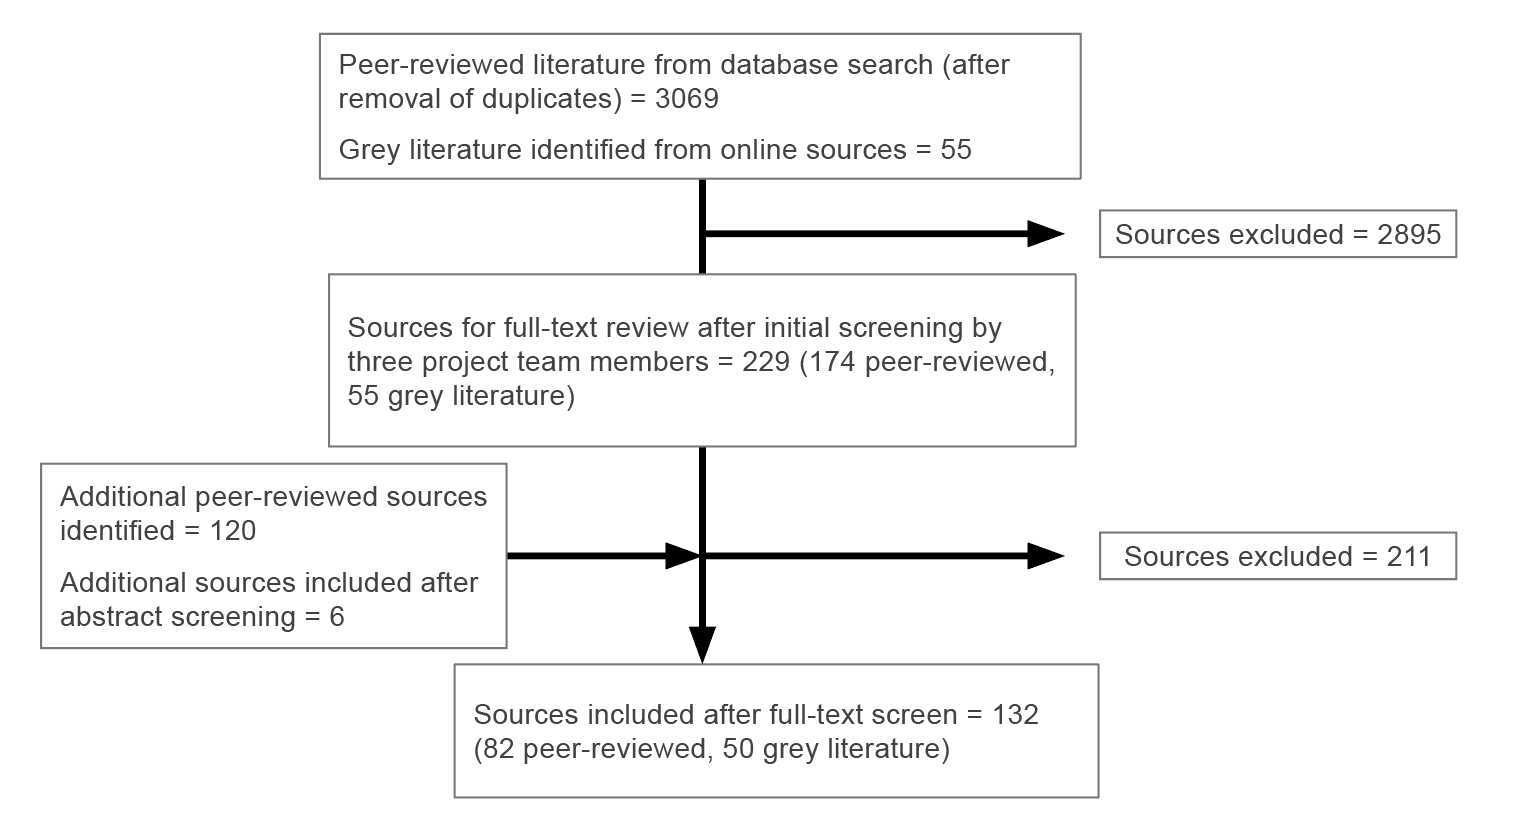 Peer-reviewed literature from database search (after
removal of duplicates) = 3069
Grey literature identified from online sources = 55
Sources excluded = 2895
Sources for full-text review after initial screening by
three project team members = 229 (174 peer-reviewed,
55 grey literature)
Additional peer-reviewed sources
identified = 120
Additional sources included after
abstract screening = 6
Sources excluded = 211
Sources included after full-text screen = 132
(82 peer-reviewed, 50 grey literature)